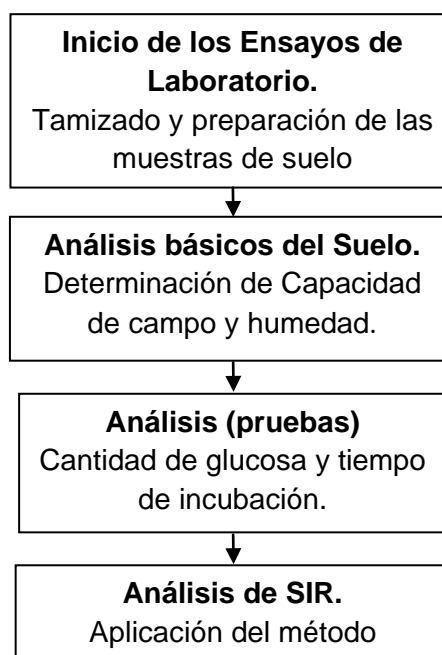 Inicio de los Ensayos de
Laboratorio.
Tamizado y preparación de las
muestras de suelo
Análisis básicos del Suelo.
Determinación de Capacidad
de campo y humedad.
Análisis (pruebas)
Cantidad de glucosa y tiempo
de incubación.
Análisis de SIR.
Aplicación del método